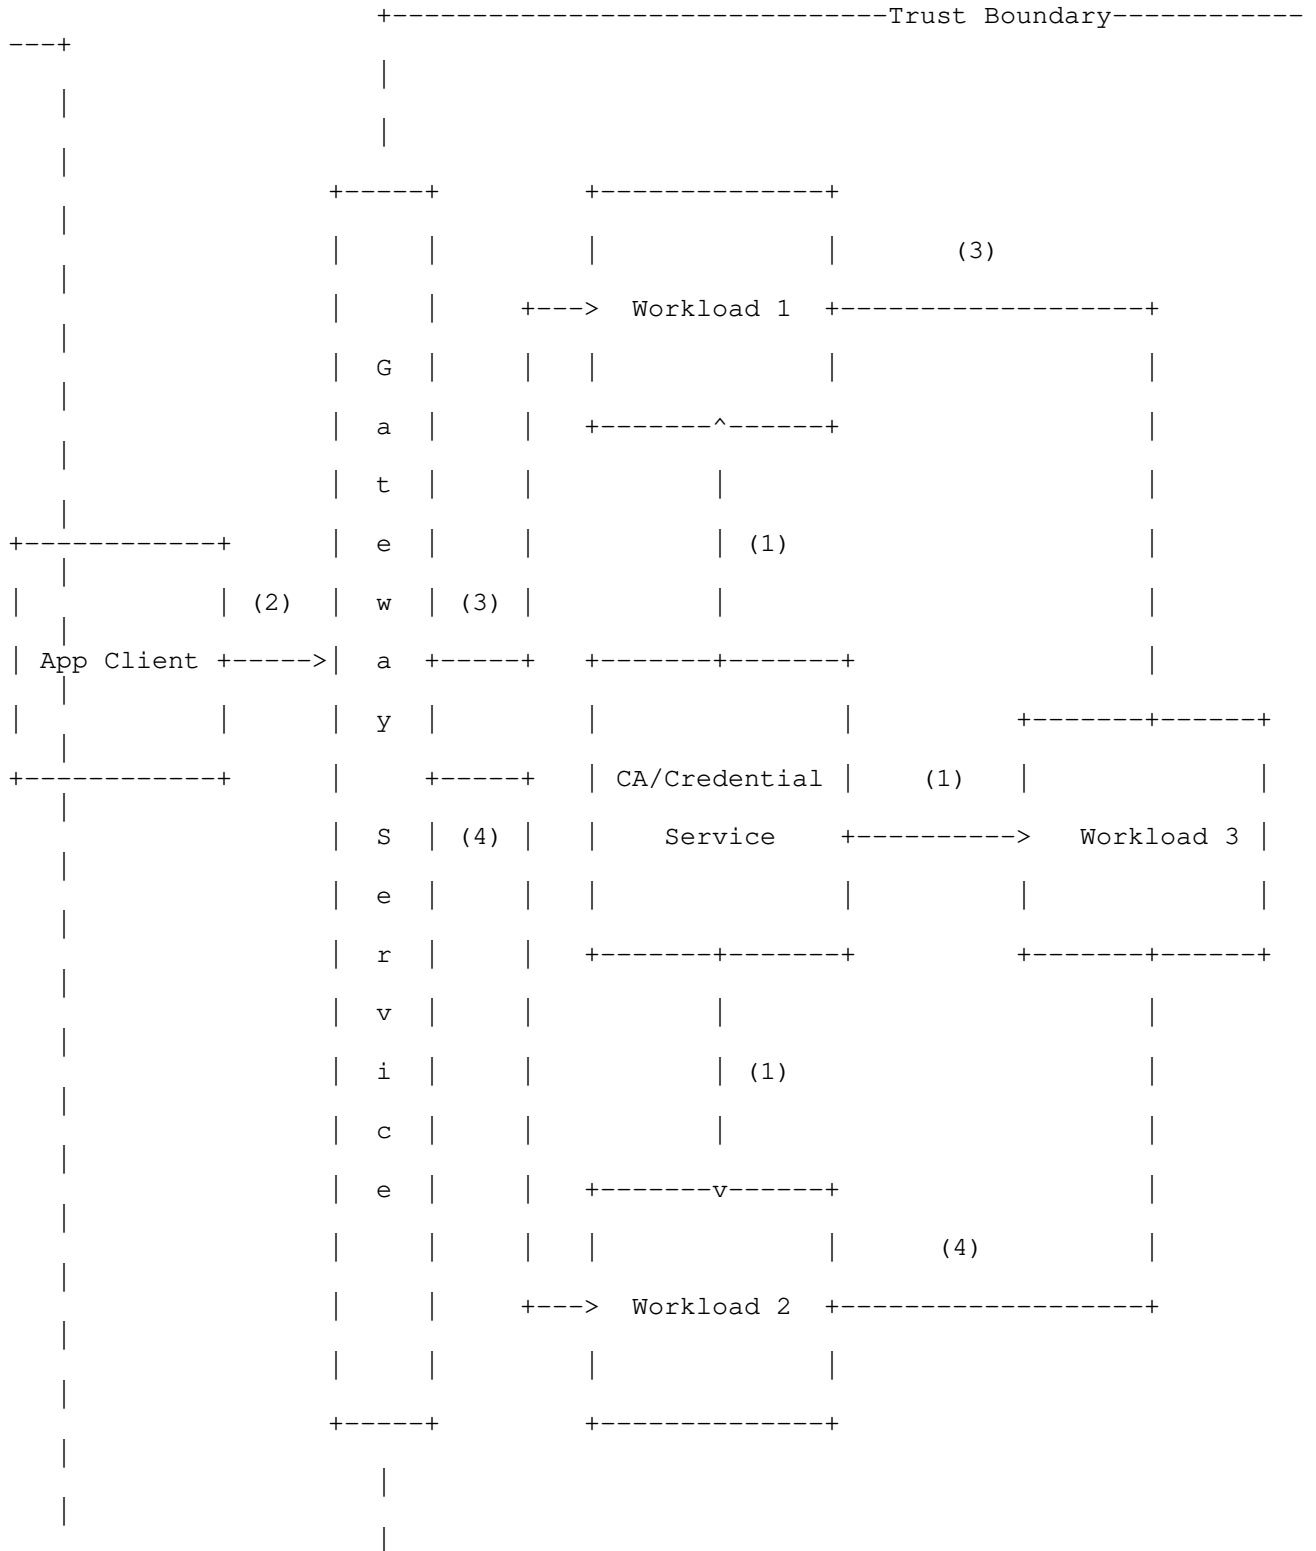 +-------------------------------Trust Boundary------------
---+
|
|
|
|
+-----+ +--------------+
|
| | | | (3)
|
| | +---> Workload 1 +--------------------+
|
| G | | | | |
|
| a | | +-------^------+ |
|
| t | | | |
|
+------------+ | e | | | (1) |
|
| | (2) | w | (3) | | |
|
| App Client +----->| a +-----+ +-------+-------+ |
|
| | | y | | | +-------+------+
|
+------------+ | +-----+ | CA/Credential | (1) | |
|
| S | (4) | | Service +----------> Workload 3 |
|
| e | | | | | |
|
| r | | +-------+-------+ +-------+------+
|
| v | | | |
|
| i | | | (1) |
|
| c | | | |
|
| e | | +-------v------+ |
|
| | | | | (4) |
|
| | +---> Workload 2 +-------------------+
|
| | | |
|
+-----+ +--------------+
|
|
|
|